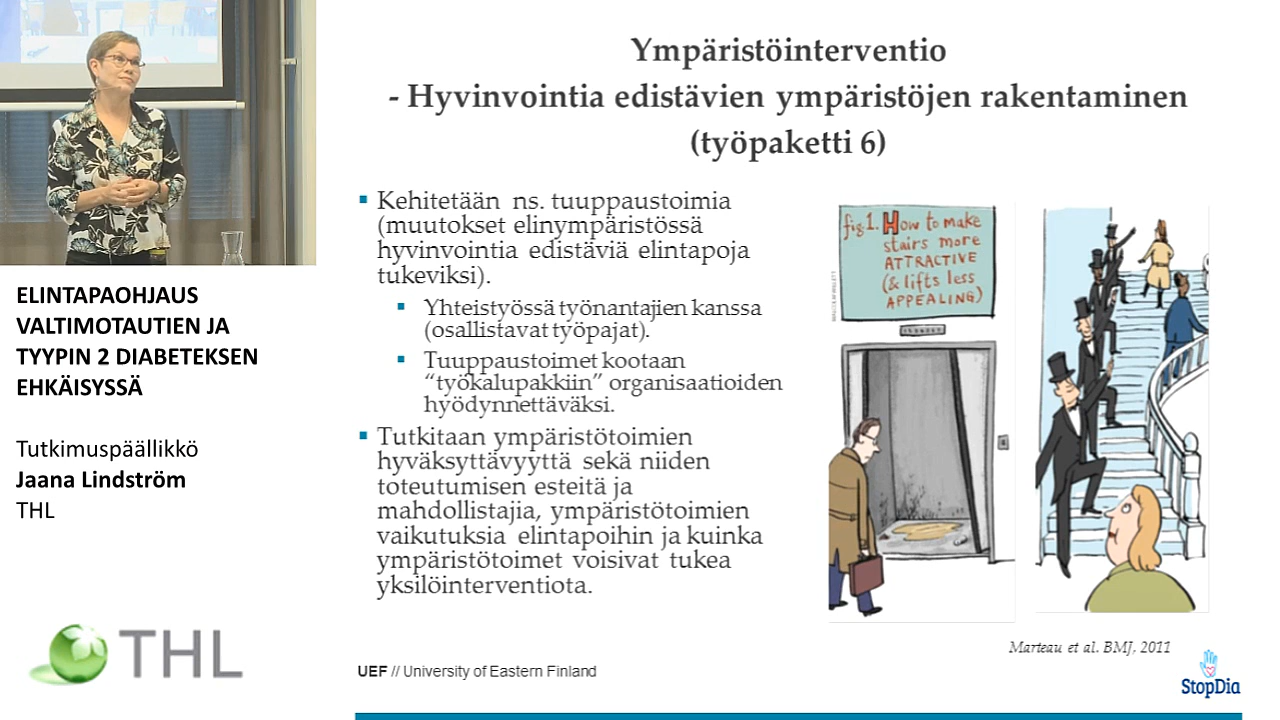 ELINTAPAOHJAUS
VALTIMOTAUTIEN JA
TYYPIN 2 DIABETEKSEN
EHKÄISYSSÄ
Tutkimuspäällikkö
Jaana Lindström
THL
THL
Ympäristöinterventio
- Hyvinvointia edistävien ympäristöjen rakentaminen
(työpaketti 6)
▪ Kehitetään ns. tuuppaustoimia
(muutokset elinympäristössä
hyvinvointia edistäviä elintapoja
tukeviksi).
▪ Yhteistyössä työnantajien kanssa
(osallistavat työpajat).
▪ Tuuppaustoimet kootaan
“työkalupakkiin” organisaatioiden
hyödynnettäväksi.
▪ Tutkitaan ympäristötoimien
hyväksyttävyyttä sekä niiden
toteutumisen esteitä ja
mahdollistajia, ympäristötoimien
vaikutuksia elintapoihin ja kuinka
ympäristötoimet voisivat tukea
yksilöinterventiota.
fig 1. How to make
stairs more
ATTRACTIVE
(& lifts less
APPEALING)
Marteau et al. BMJ, 2011
UEF // University of Eastern Finland
StopDia